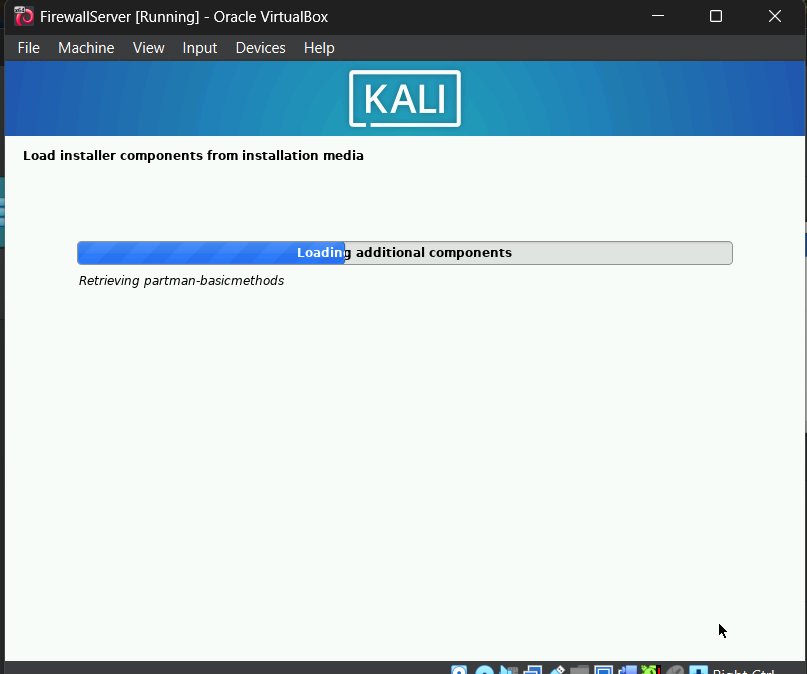 FirewallServer [Running] - Oracle VirtualBox
File Machine View Input Devices Help
KALI
Load installer components from installation media
Loading additional components
Retrieving partman-basicmethods
Right Ctrl